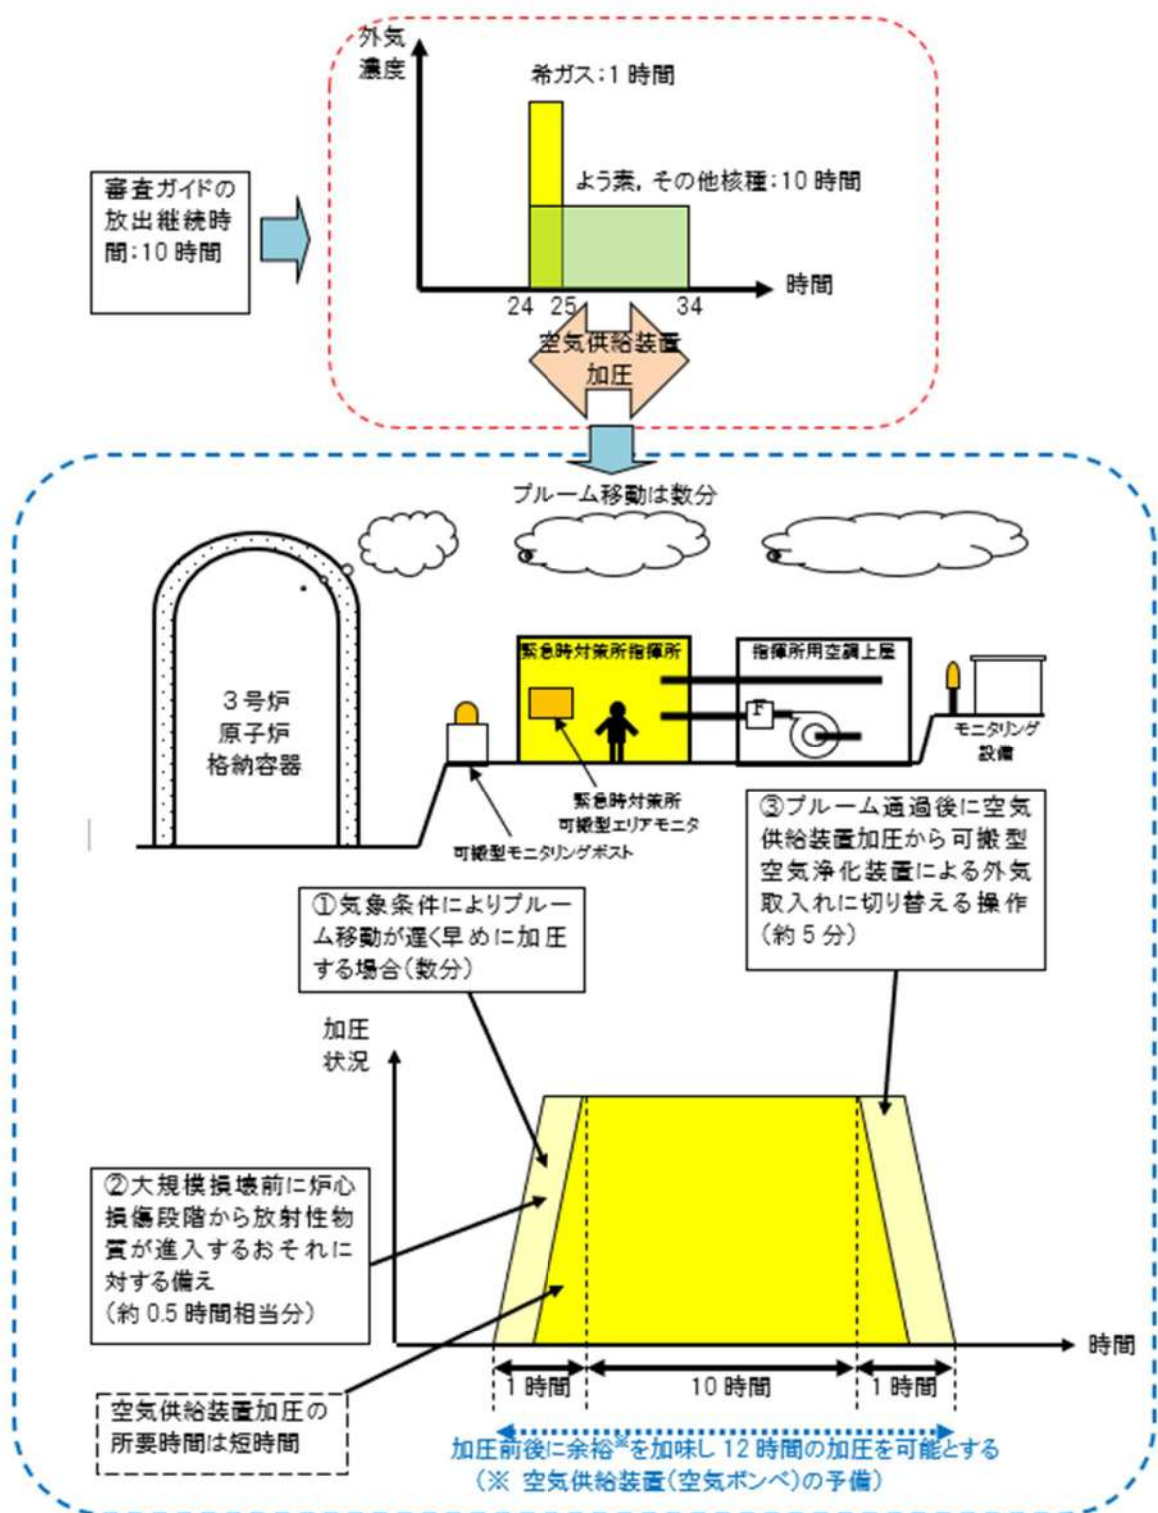 外気
濃度
希ガス：1 時間
よう素，その他核種：10 時間
審査ガイドの
放出継続時
間：10 時間
時間
24 25 34
空気供給装置
加圧
プルーム移動は数分
緊急時対策所指揮所
指揮所用空調上屋
F
3号炉
原子炉
格納容器
モニタリング
設備
緊急時対策所
可搬型エリアモニタ
可搬型モニタリングポスト
③プルーム通過後に空気
供給装置加圧から可搬型
空気浄化装置による外気
取入れに切り替える操作
（約５分）
①気象条件によりプルー
ム移動が遅く早めに加圧
する場合（数分）
加圧
状況
②大規模損壊前に炉心
損傷段階から放射性物
質が進入するおそれに
対する備え
（約 0.5 時間相当分）
時間
1 時間 10 時間 1 時間
空気供給装置加圧の
所要時間は短時間
加圧前後に余裕※を加味し 12 時間の加圧を可能とする
（※ 空気供給装置（空気ボンベ）の予備）